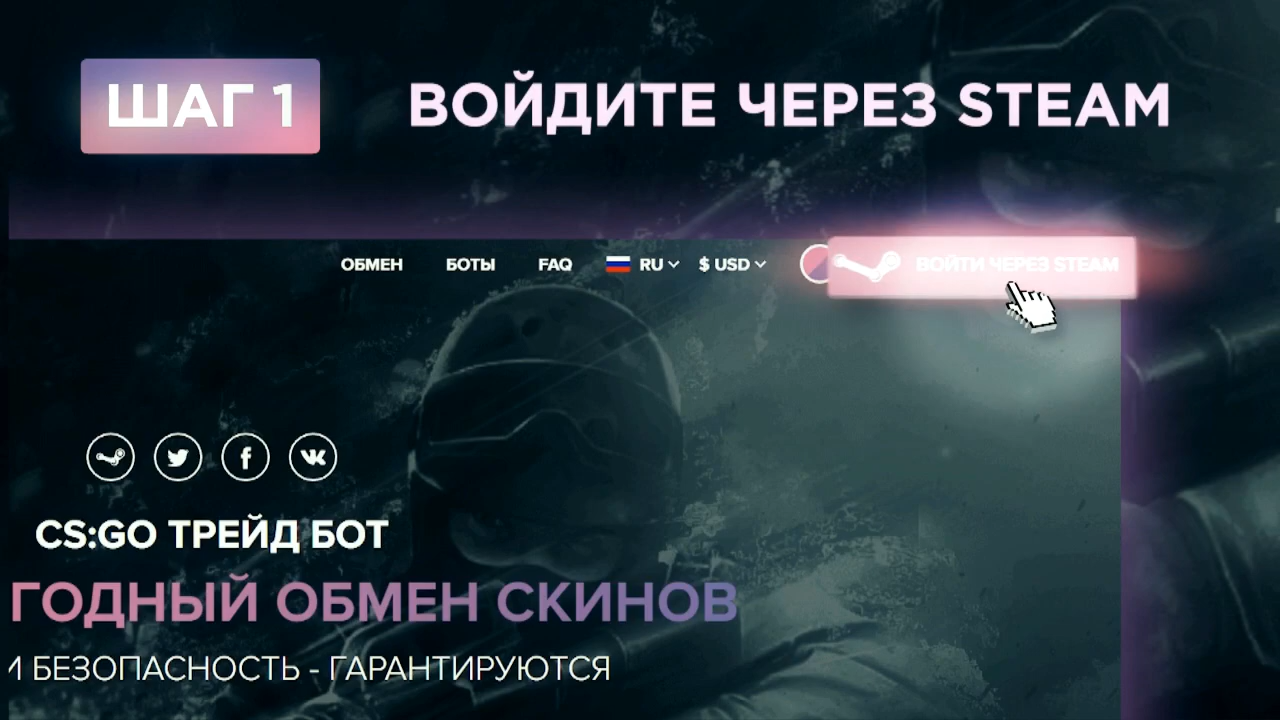 ШАГ 1
ВОЙДИТЕ ЧЕРЕЗ STEAM
ОБМЕН БОТЫ FAQ RU $ USD ВОЙТИ ЧЕРЕЗ STEAM
CS:GO ТРЕЙД БОТ
ГОДНЫЙ ОБМЕН СКИНОВ
И БЕЗОПАСНОСТЬ - ГАРАНТИРУЮТСЯ